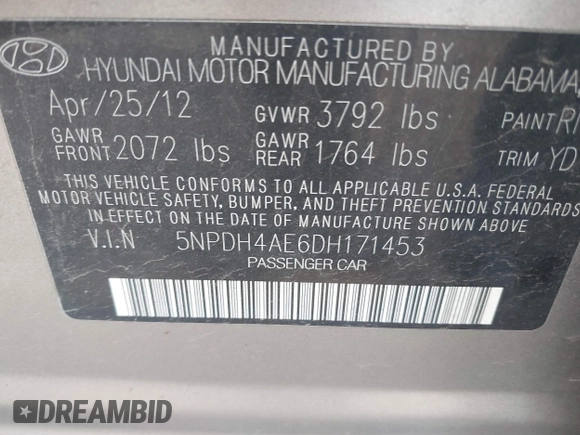 MANUFACTURED BY
HYUNDAI MOTOR MANUFACTURING ALABAMA,
Apr/25/12 GVWR 3792 lbs PAINT
GAWR FRONT 2072 lbs GAWR REAR 1764 lbs TRIM YD
THIS VEHICLE CONFORMS TO ALL APPLICABLE U.S.A. FEDERAL
MOTOR VEHICLE SAFETY, BUMPER, AND THEFT PREVENTION STANDARDS
IN EFFECT ON THE DATE OF MANUFACTURE SHOWN ABOVE
V.I.N 5NPDH4AE6DH171453
PASSENGER CAR
DREAMBID